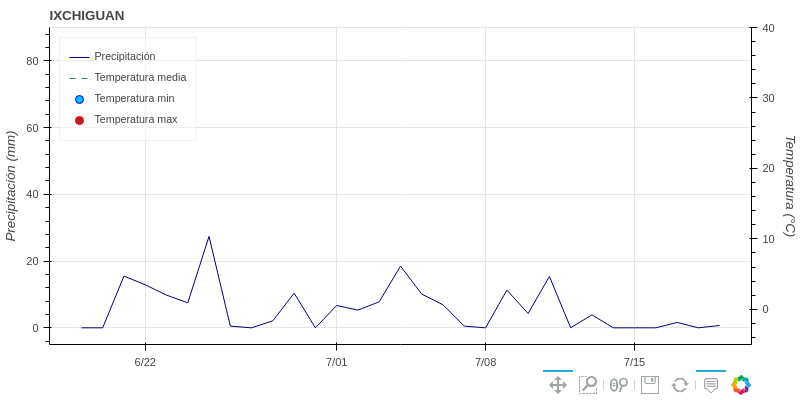 IXCHIGUAN
Precipitación
Temperatura media
Temperatura min
Temperatura max
Precipitación (mm)
80
60
40
20
0
Temperatura (°C)
40
30
20
10
0
6/22
7/01
7/08
7/15